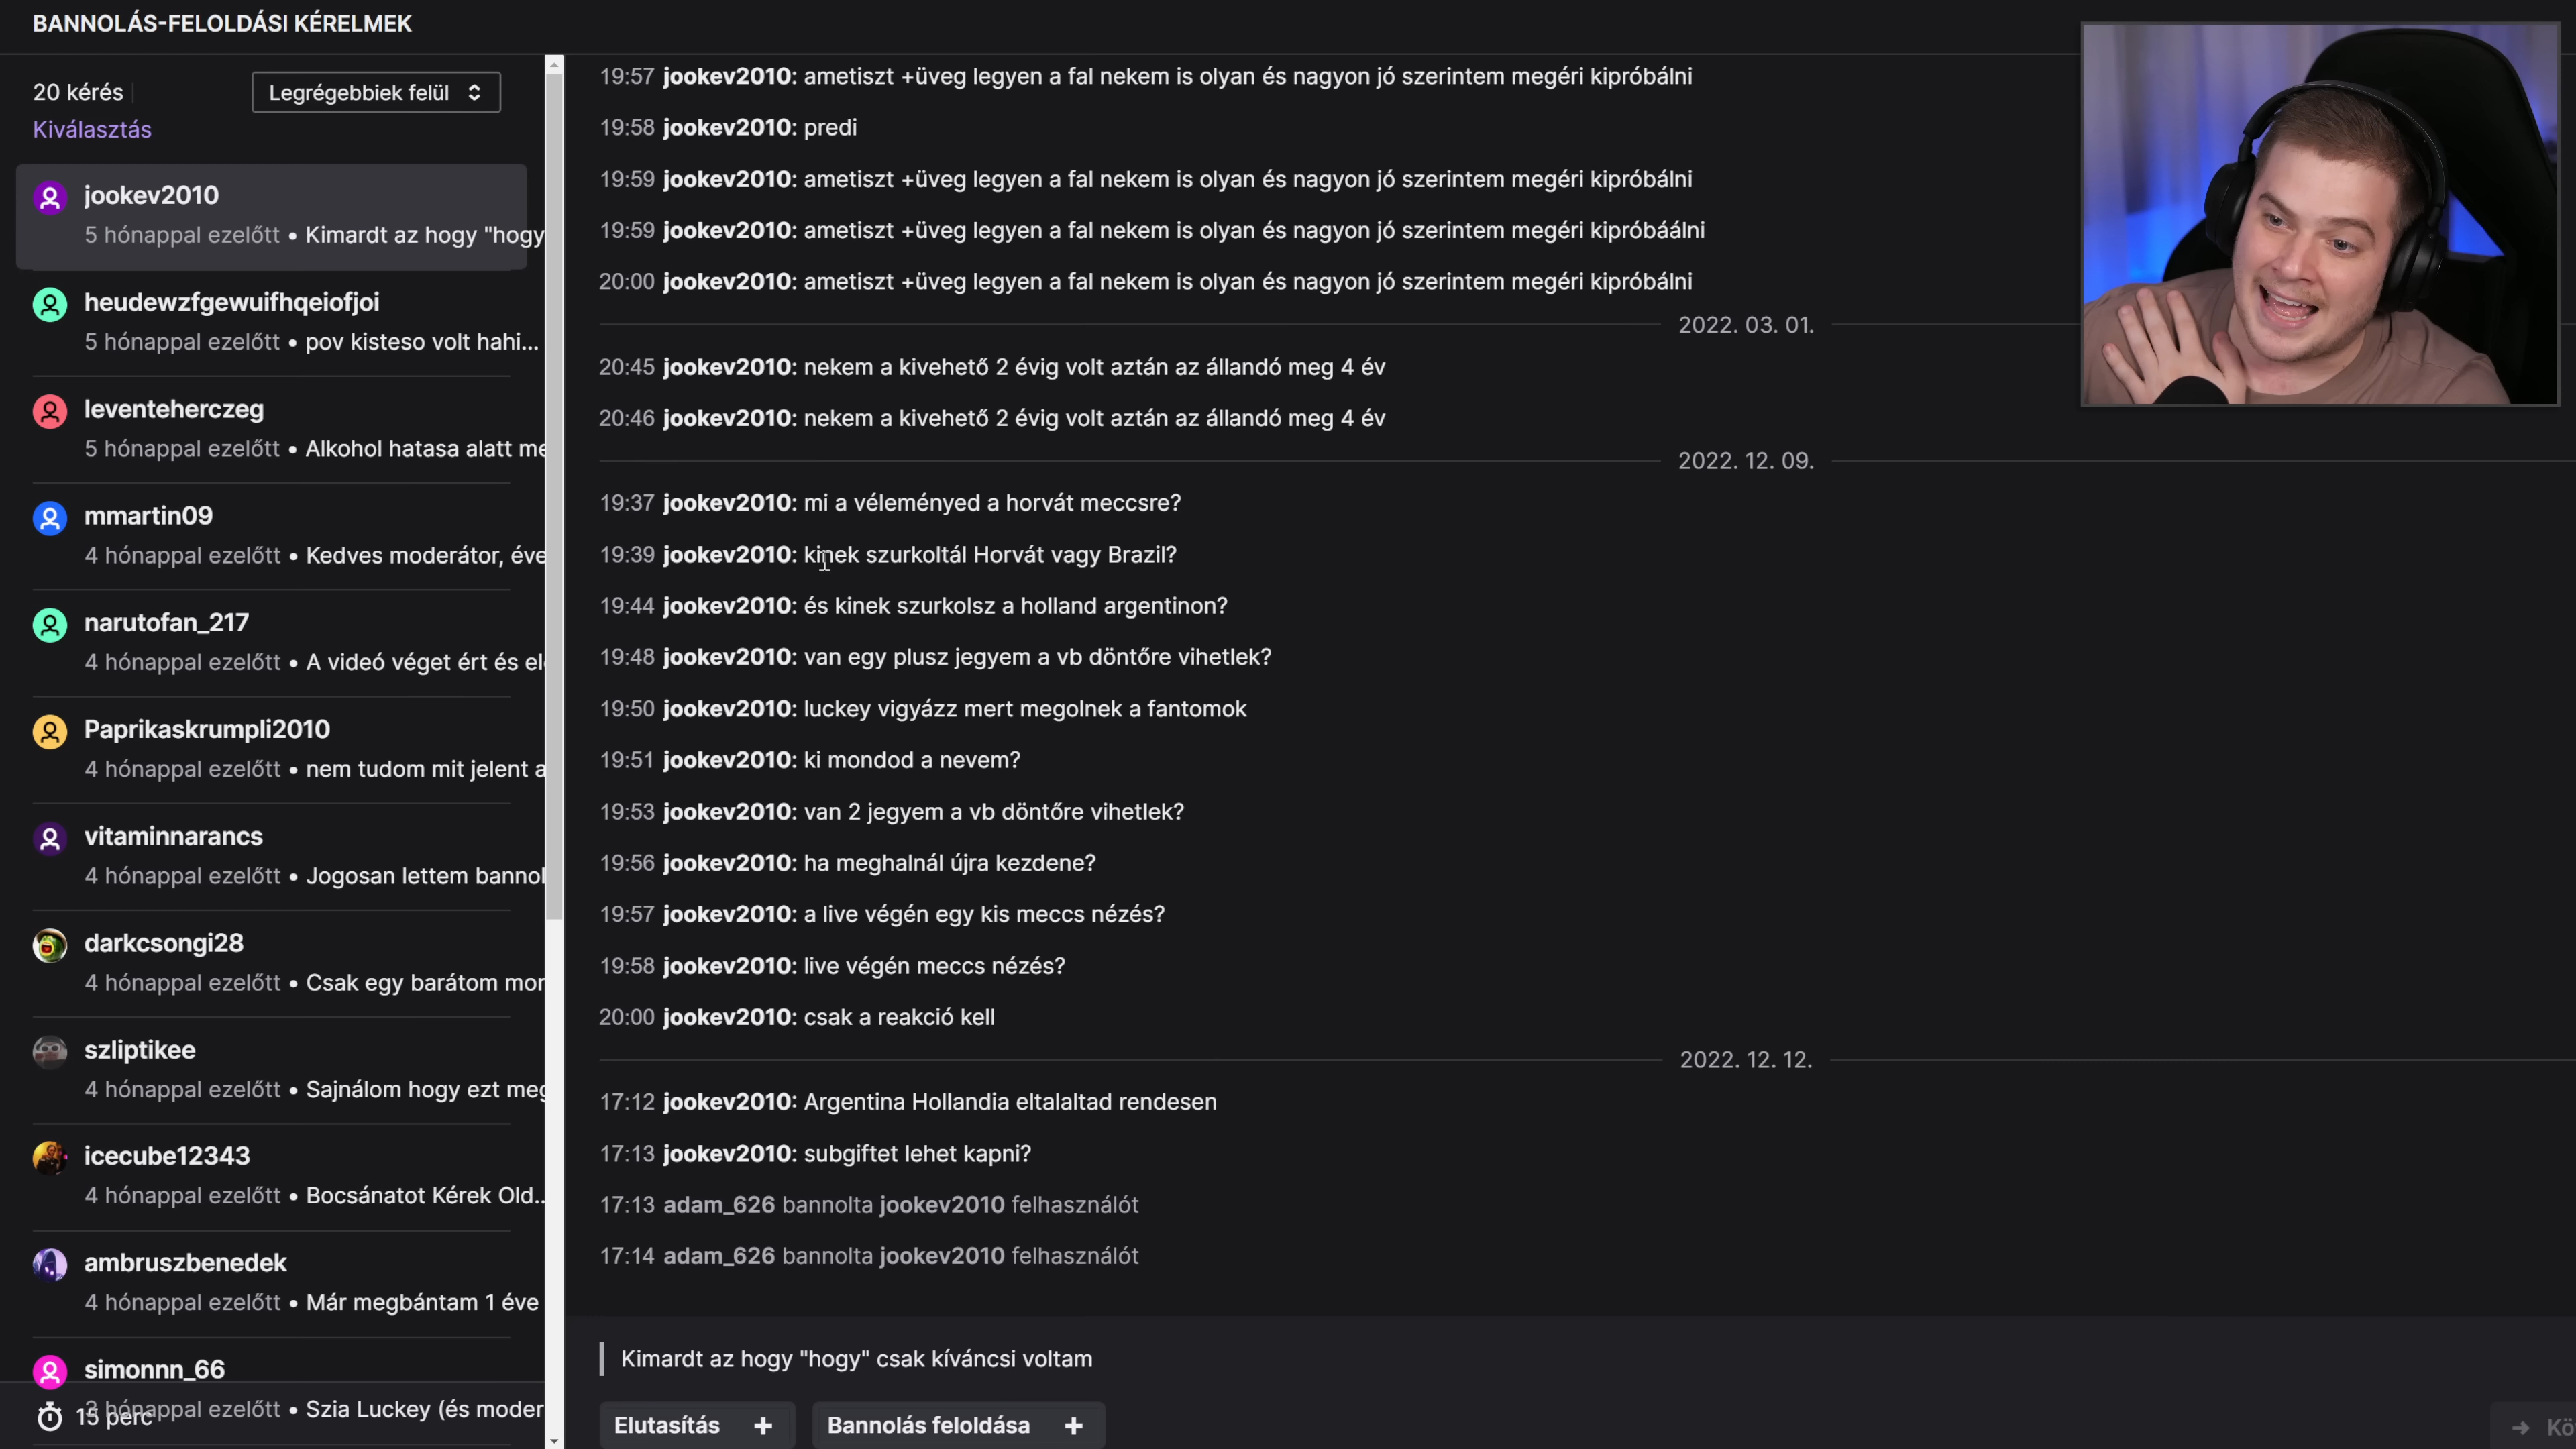 BANNOLÁS-FELOLDÁSI KÉRELMEK
20 kérés
Legrégebbiek felül
Kiválasztás
jookev2010
5 hónappal ezelőtt • Kimardt az hogy "hogy
heudewzfgewuifhqeiofjoi
5 hónappal ezelőtt • pov kisteso volt hahi...
leventeherczeg
5 hónappal ezelőtt • Alkohol hatasa alatt me
mmartin09
4 hónappal ezelőtt • Kedves moderátor, éve
narutofan_217
4 hónappal ezelőtt • A videó véget ért és el
Paprikaskrumpli2010
4 hónappal ezelőtt • nem tudom mit jelent a
vitaminnarancs
4 hónappal ezelőtt • Jogosan lettem bannol
darkcsongi28
4 hónappal ezelőtt • Csak egy barátom mor
szliptikee
4 hónappal ezelőtt • Sajnálom hogy ezt meg
icecube12343
4 hónappal ezelőtt • Bocsánatot Kérek Old..
ambruszbenedek
4 hónappal ezelőtt • Már megbántam 1 éve
simonnn_66
3 hónappal ezelőtt • Szia Luckey (és moder
15 perc
19:57 jookev2010: ametiszt +üveg legyen a fal nekem is olyan és nagyon jó szerintem megéri kipróbálni
19:58 jookev2010: predi
19:59 jookev2010: ametiszt +üveg legyen a fal nekem is olyan és nagyon jó szerintem megéri kipróbálni
19:59 jookev2010: ametiszt +üveg legyen a fal nekem is olyan és nagyon jó szerintem megéri kipróbáálni
20:00 jookev2010: ametiszt +üveg legyen a fal nekem is olyan és nagyon jó szerintem megéri kipróbálni
2022. 03. 01.
20:45 jookev2010: nekem a kivehető 2 évig volt aztán az állandó meg 4 év
20:46 jookev2010: nekem a kivehető 2 évig volt aztán az állandó meg 4 év
2022. 12. 09.
19:37 jookev2010: mi a véleményed a horvát meccsre?
19:39 jookev2010: kinek szurkoltál Horvát vagy Brazil?
19:44 jookev2010: és kinek szurkolsz a holland argentinon?
19:48 jookev2010: van egy plusz jegyem a vb döntőre vihetlek?
19:50 jookev2010: luckey vigyázz mert megolnek a fantomok
19:51 jookev2010: ki mondod a nevem?
19:53 jookev2010: van 2 jegyem a vb döntőre vihetlek?
19:56 jookev2010: ha meghalnál újra kezdene?
19:57 jookev2010: a live végén egy kis meccs nézés?
19:58 jookev2010: live végén meccs nézés?
20:00 jookev2010: csak a reakció kell
2022. 12. 12.
17:12 jookev2010: Argentina Hollandia eltalaltad rendesen
17:13 jookev2010: subgiftet lehet kapni?
17:13 adam_626 bannolta jookev2010 felhasználót
17:14 adam_626 bannolta jookev2010 felhasználót
Kimardt az hogy "hogy" csak kíváncsi voltam
Elutasítás +
Bannolás feloldása +
→ Kö